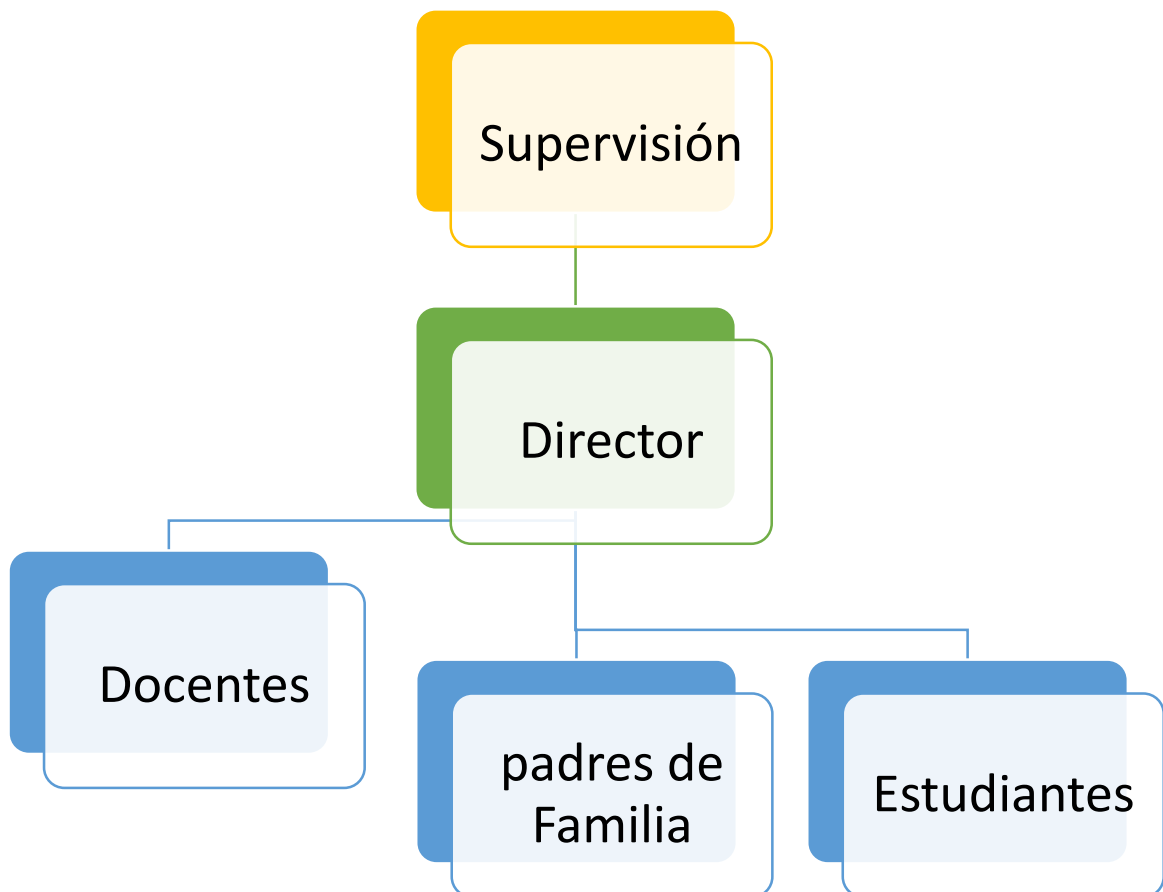 Supervisión
Director
Docentes
padres de
Familia
Estudiantes